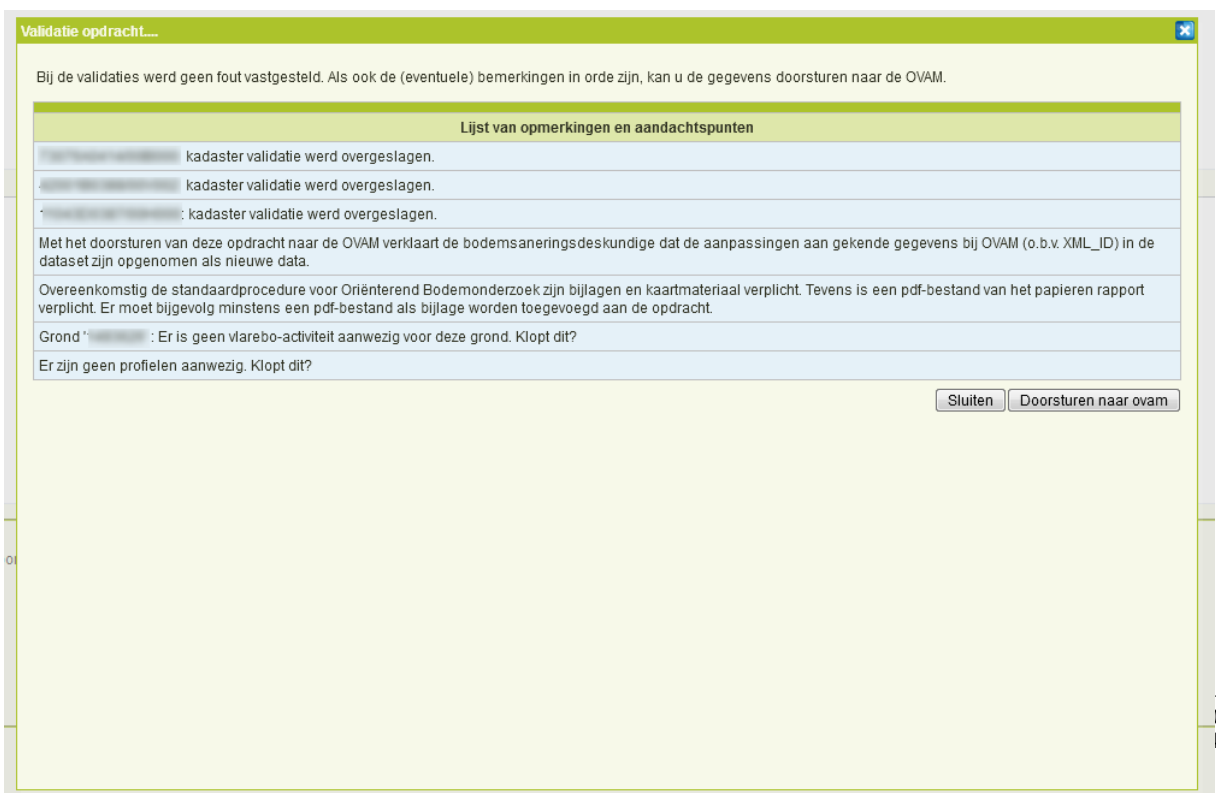 Validatie opdracht....
Bij de validaties werd geen fout vastgesteld. Als ook de (eventuele) bemerkingen in orde zijn, kan u de gegevens doorsturen naar de OVAM.
Lijst van opmerkingen en aandachtspunten
kadaster validatie werd overgeslagen.
kadaster validatie werd overgeslagen.
: kadaster validatie werd overgeslagen.
Met het doorsturen van deze opdracht naar de OVAM verklaart de bodemsaneringsdeskundige dat de aanpassingen aan gekende gegevens bij OVAM (o.b.v. XML_ID) in de
dataset zijn opgenomen als nieuwe data.
Overeenkomstig de standaardprocedure voor Oriënterend Bodemonderzoek zijn bijlagen en kaartmateriaal verplicht. Tevens is een pdf-bestand van het papieren rapport
verplicht. Er moet bijgevolg minstens een pdf-bestand als bijlage worden toegevoegd aan de opdracht.
Grond ' : Er is geen vlarebo-activiteit aanwezig voor deze grond. Klopt dit?
Er zijn geen profielen aanwezig. Klopt dit?
Sluiten Doorsturen naar ovam